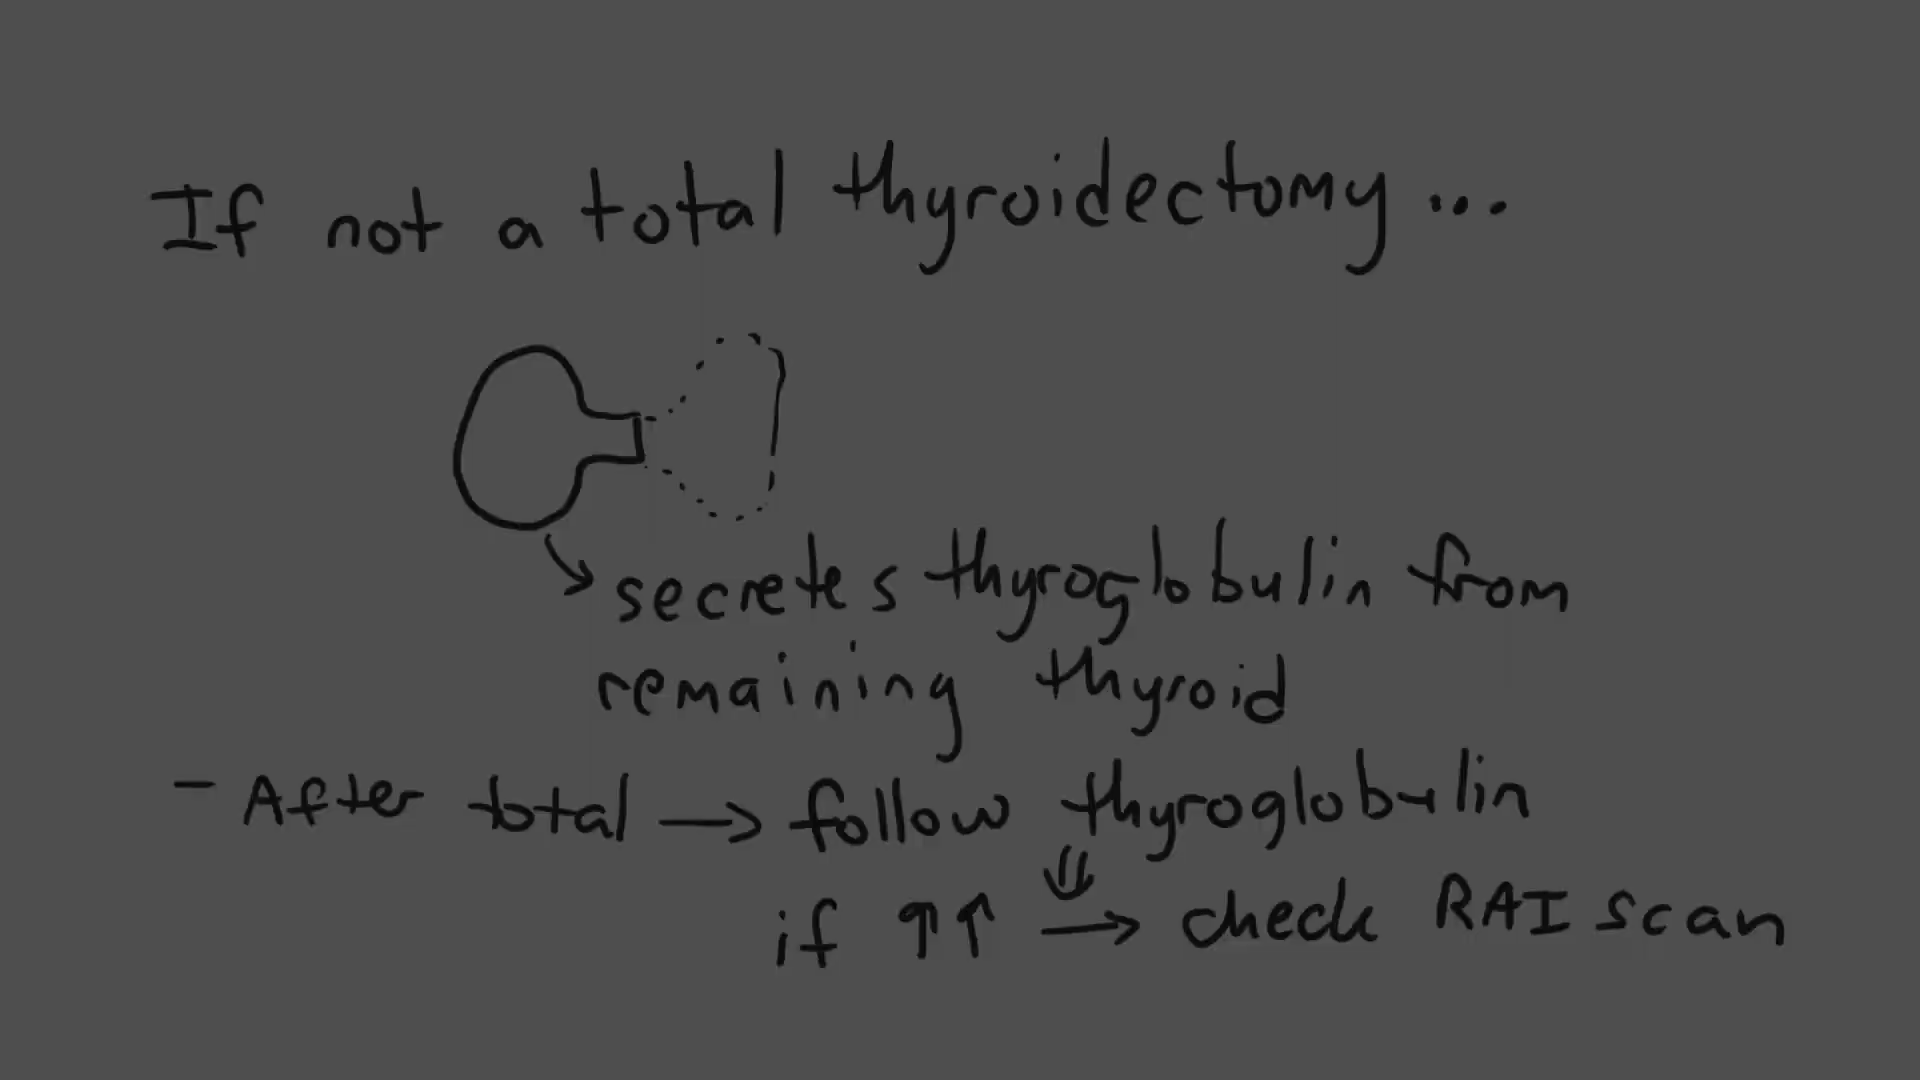 If not a total thyroidectomy...
secretes thyroglobulin from
remaining thyroid
- After total → follow thyroglobulin
if ↑↑ → check RAI scan